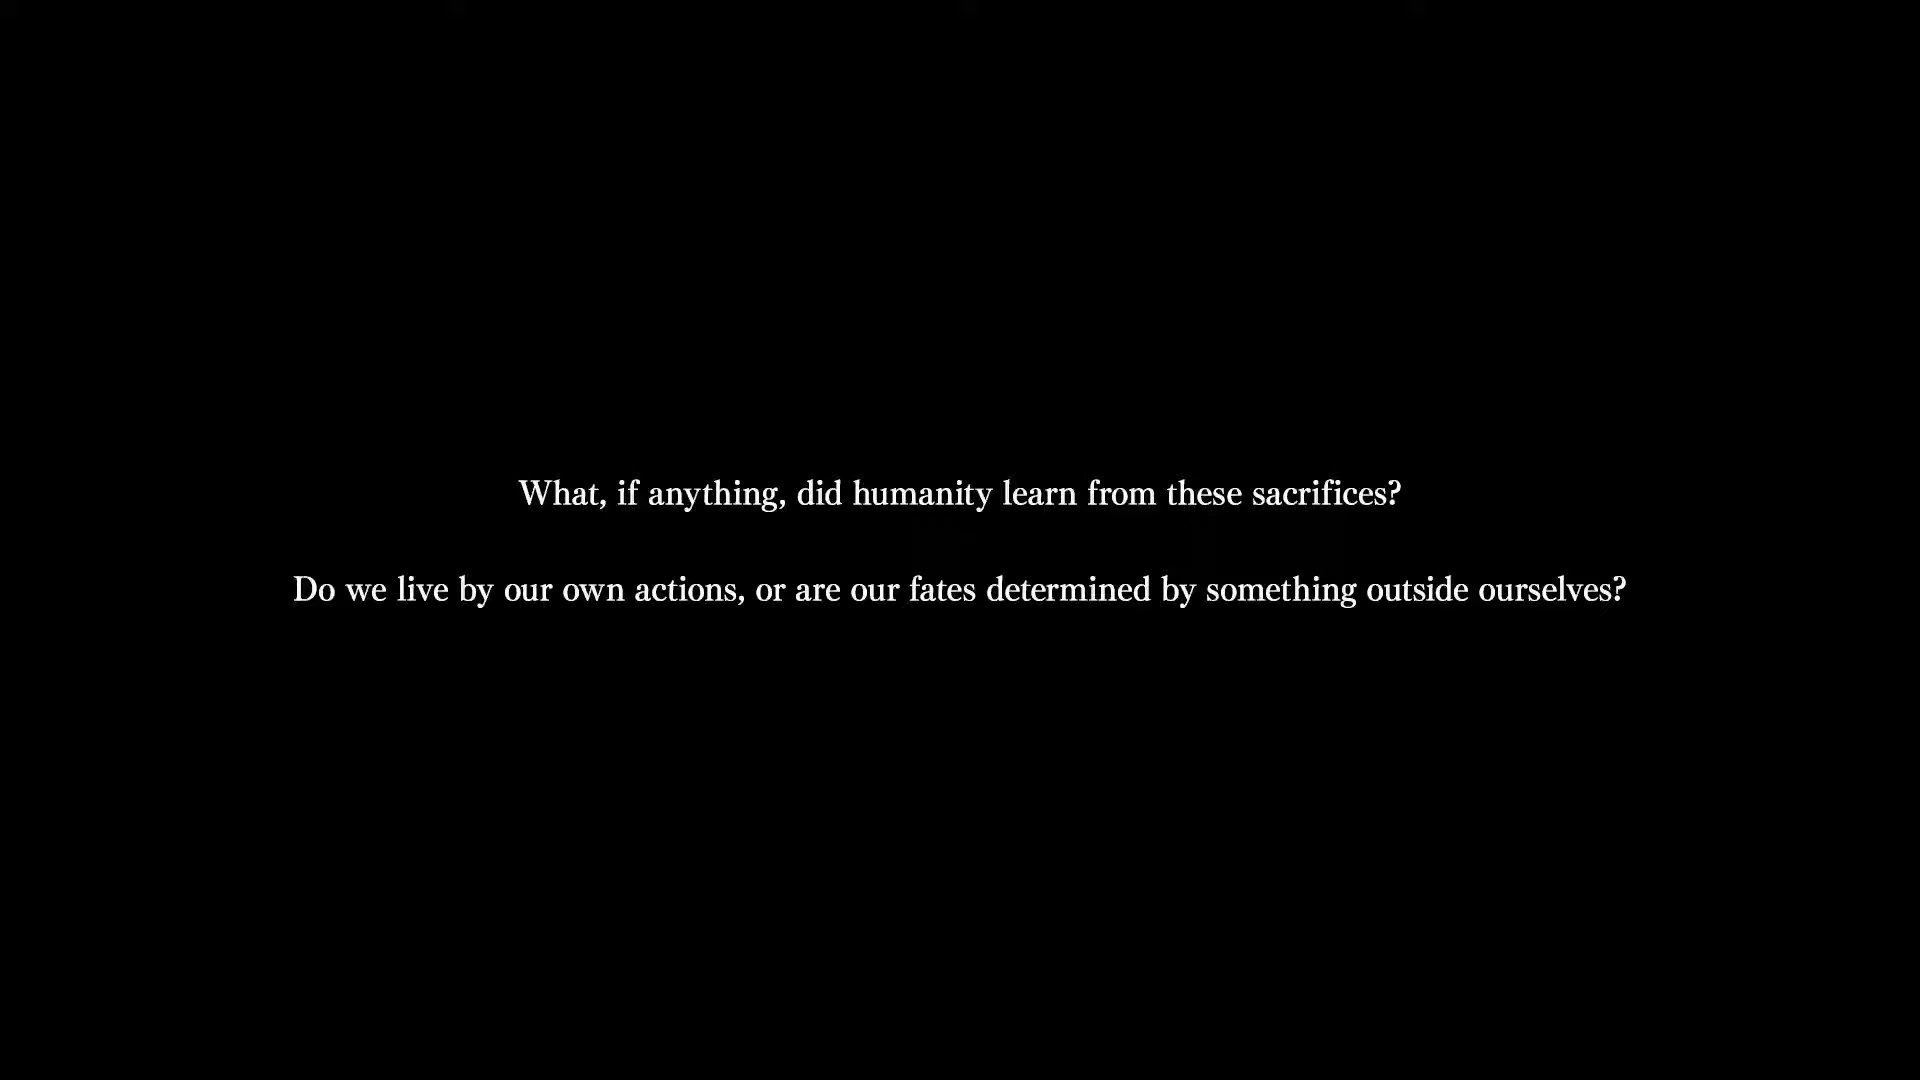 What, if anything, did humanity learn from these sacrifices?
Do we live by our own actions, or are our fates determined by something outside ourselves?